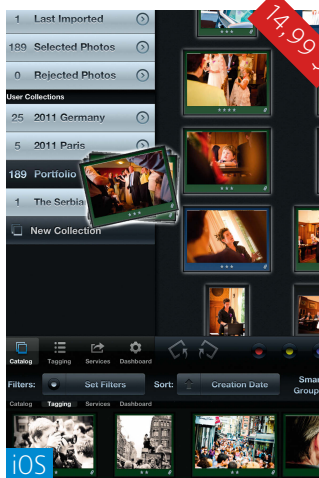 1 Last Imported
14,99
189 Selected Photos
0 Rejected Photos
User Collections
25 2011 Germany
5 2011 Paris
189 Portfolio
1 The Serbia
New Collection
Catalog Tagging Services Dashboard
Filters: Set Filters Sort: Creation Date Smar
Group
Catalog Tagging Services Dashboard
iOS